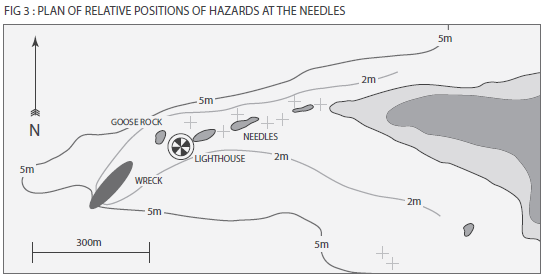 FIG 3 : PLAN OF RELATIVE POSITIONS OF HAZARDS AT THE NEEDLES
5m
2m
5m
GOOSE ROCK
N
NEEDLES
LIGHTHOUSE
2m
5m
WRECK
2m
5m
300m
5m